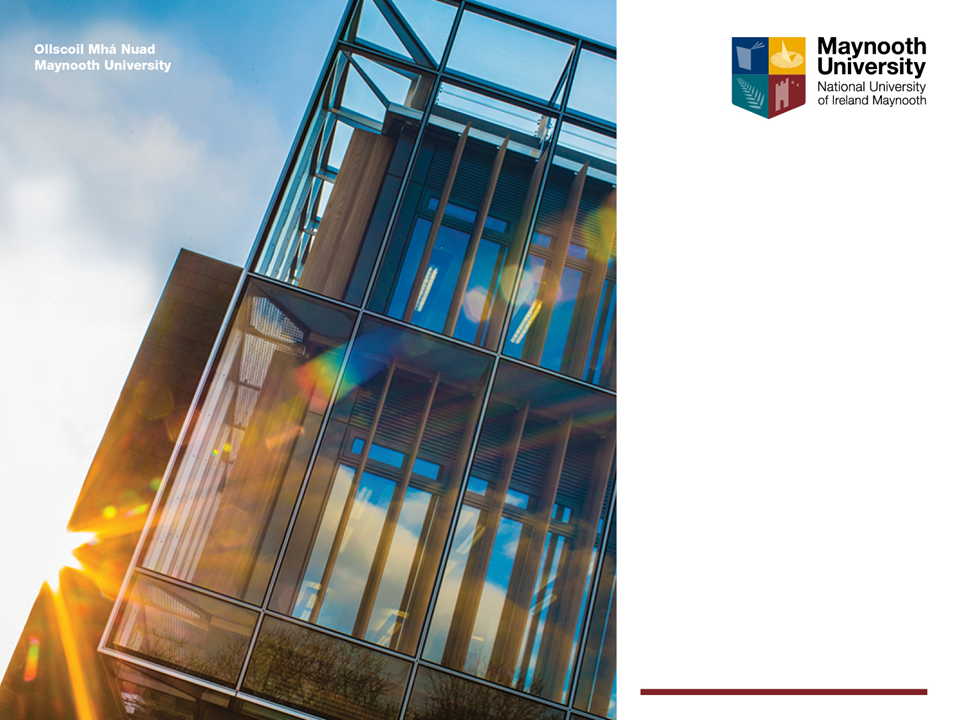 Ollscoil Mhá Nuad
Maynooth University
Maynooth
University
National University
of Ireland Maynooth